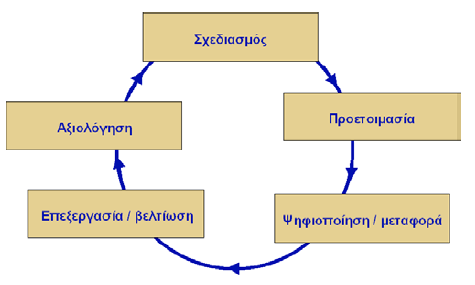 Σχεδιασμός
Προετοιμασία
Ψηφιοποίηση / μεταφορά
Επεξεργασία / βελτίωση
Αξιολόγηση